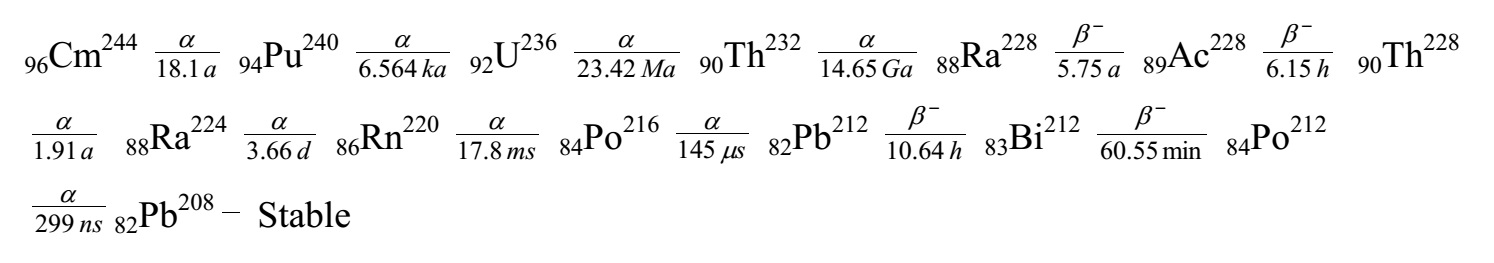 ₉₆Cm²⁴⁴ α/18.1 a ₉₄Pu²⁴⁰ α/6.564 ka ₉₂U²³⁶ α/23.42 Ma ₉₀Th²³² α/14.65 Ga ₈₈Ra²²⁸ β⁻/5.75 a ₈₉Ac²²⁸ β⁻/6.15 h ₉₀Th²²⁸
α/1.91 a ₈₈Ra²²⁴ α/3.66 d ₈₆Rn²²⁰ α/17.8 ms ₈₄Po²¹⁶ α/145 μs ₈₂Pb²¹² β⁻/10.64 h ₈₃Bi²¹² β⁻/60.55 min ₈₄Po²¹²
α/299 ns ₈₂Pb²⁰⁸ – Stable